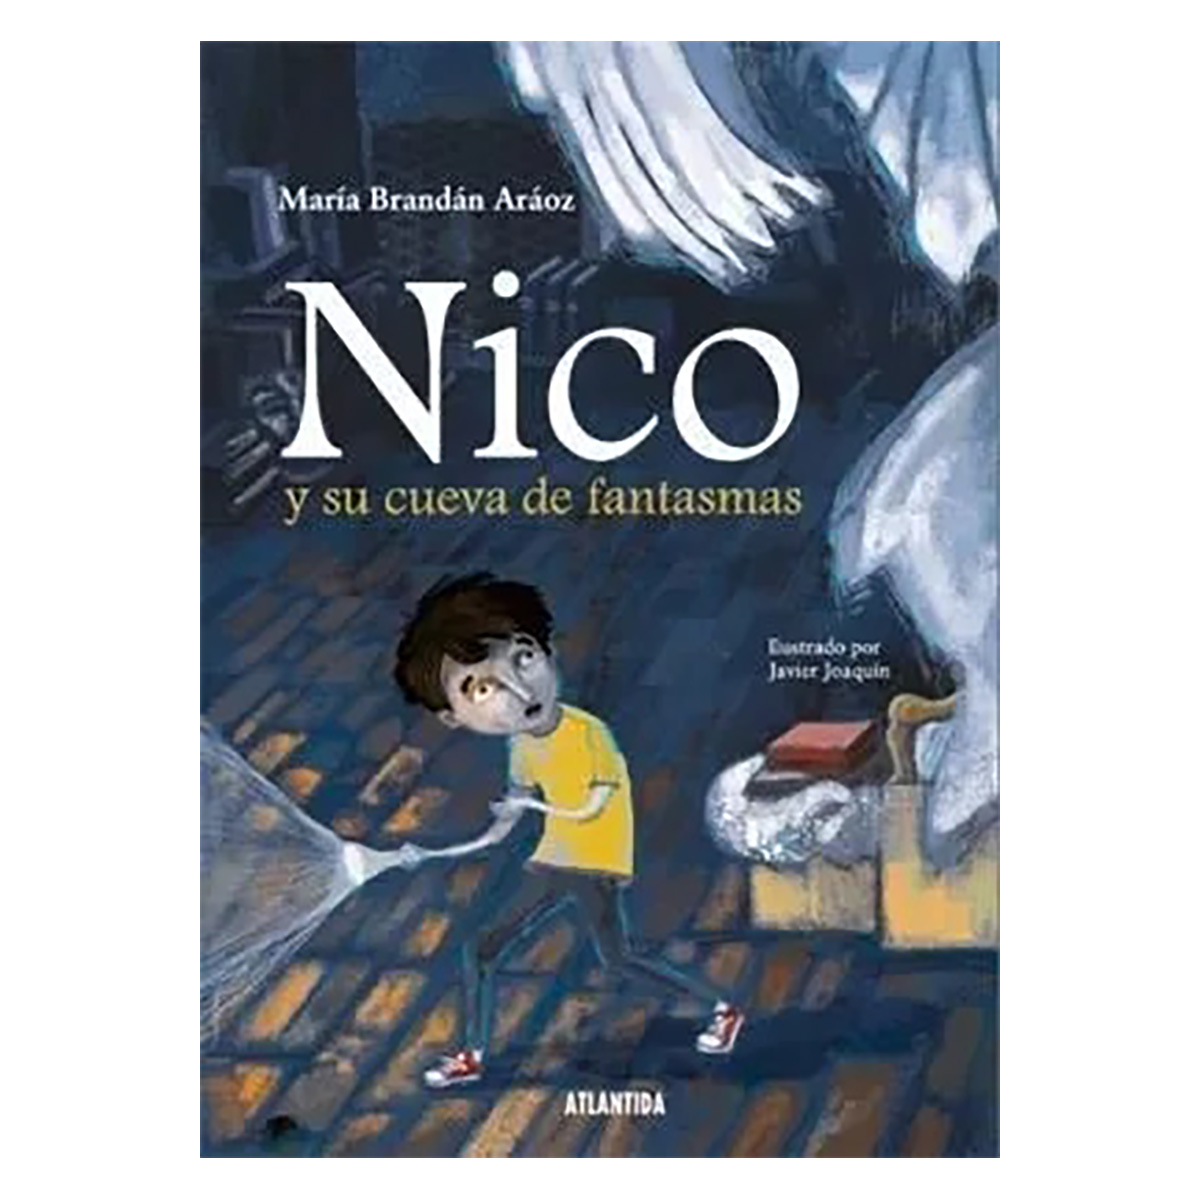 María Brandán Aráoz
Nico
y su cueva de fantasmas
Ilustrado por
Javier Joaquín
ATLANTIDA